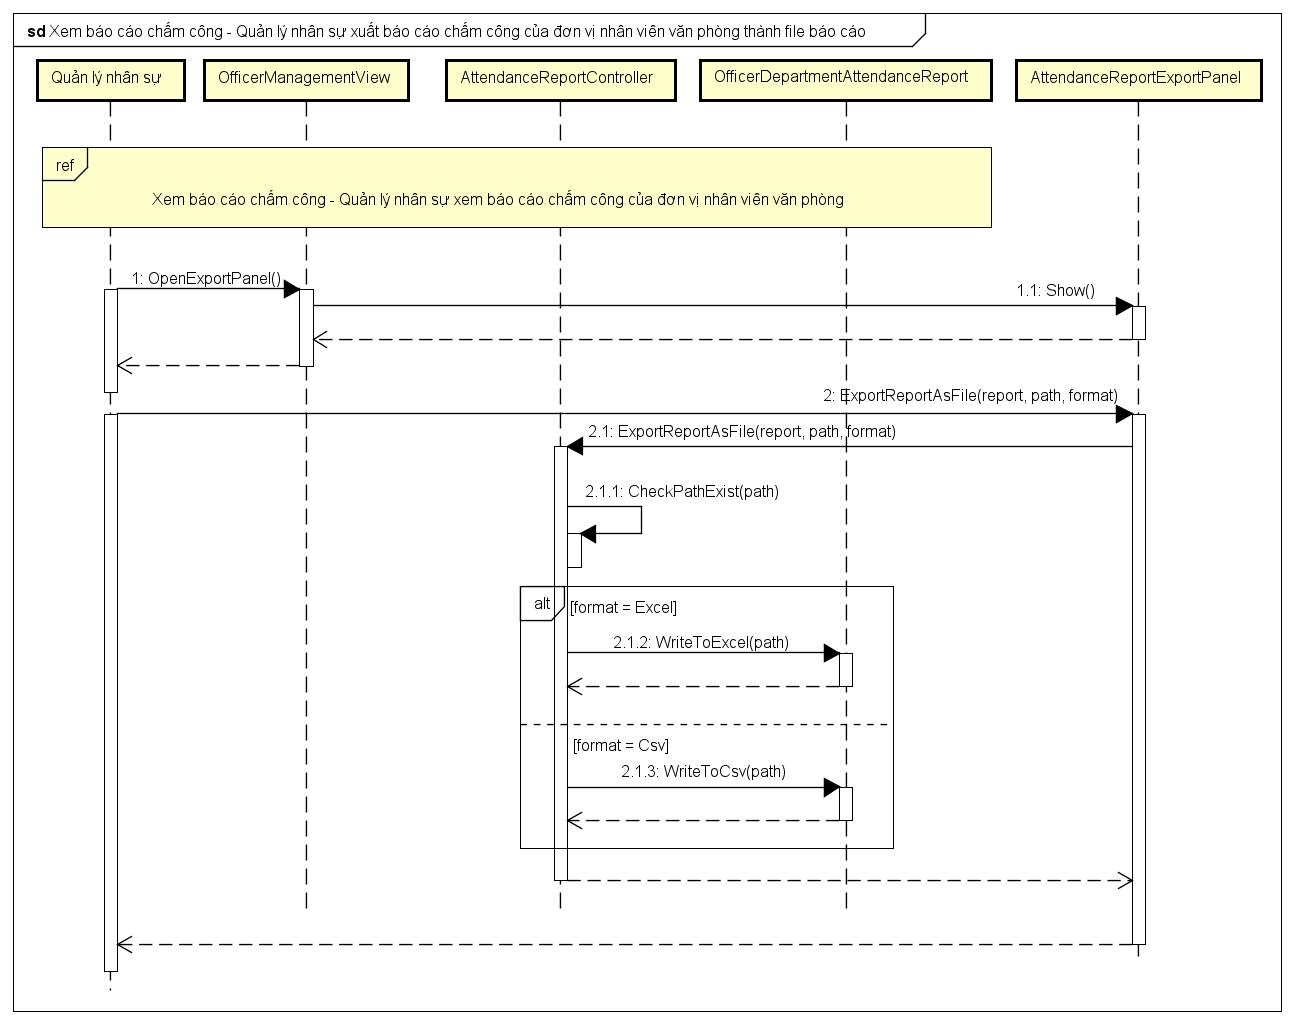 sd Xem báo cáo chấm công - Quản lý nhân sự xuất báo cáo chấm công của đơn vị nhân viên văn phòng thành file báo cáo
Quản lý nhân sự
OfficerManagementView
AttendanceReportController
OfficerDepartmentAttendanceReport
AttendanceReportExportPanel
ref
Xem báo cáo chấm công - Quản lý nhân sự xem báo cáo chấm công của đơn vị nhân viên văn phòng
1: OpenExportPanel()
1.1: Show()
2: ExportReportAsFile(report, path, format)
2.1: ExportReportAsFile(report, path, format)
2.1.1: CheckPathExist(path)
alt
[format = Excel]
2.1.2: WriteToExcel(path)
[format = Csv]
2.1.3: WriteToCsv(path)